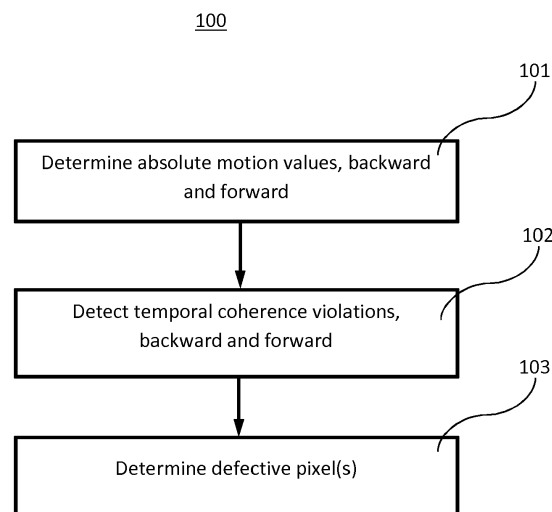 100
101
Determine absolute motion values, backward
and forward
102
Detect temporal coherence violations,
backward and forward
103
Determine defective pixel(s)